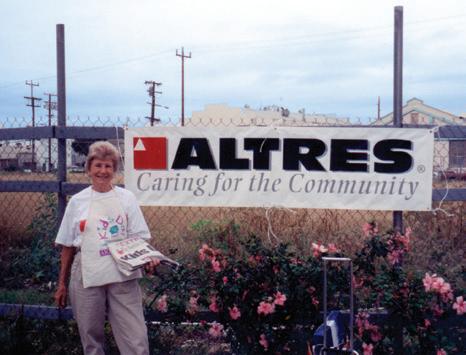 ALTRES®
Caring for the Community